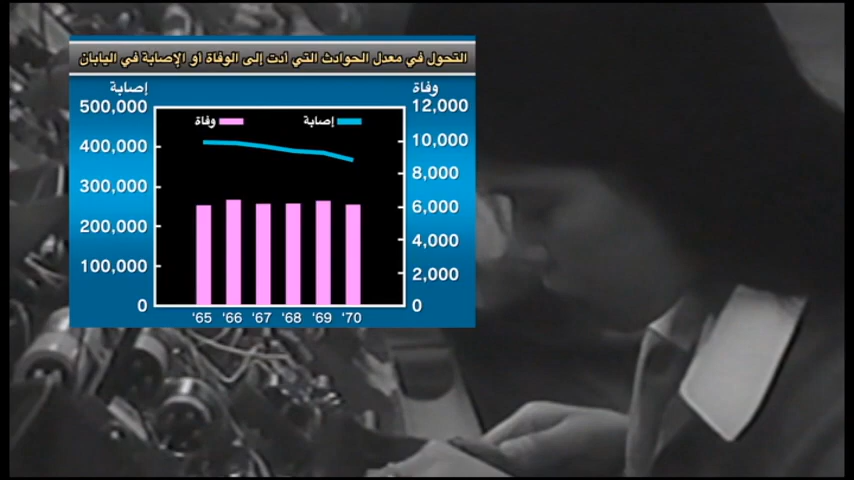 التحول في معدل الحوادث التي أدت إلى الوفاة أو الإصابة في اليابان
إصابة
وفاة
500,000
12,000
وفاة
إصابة
400,000
10,000
300,000
8,000
200,000
6,000
100,000
4,000
2,000
0
0
'65 '66 '67 '68 '69 '70